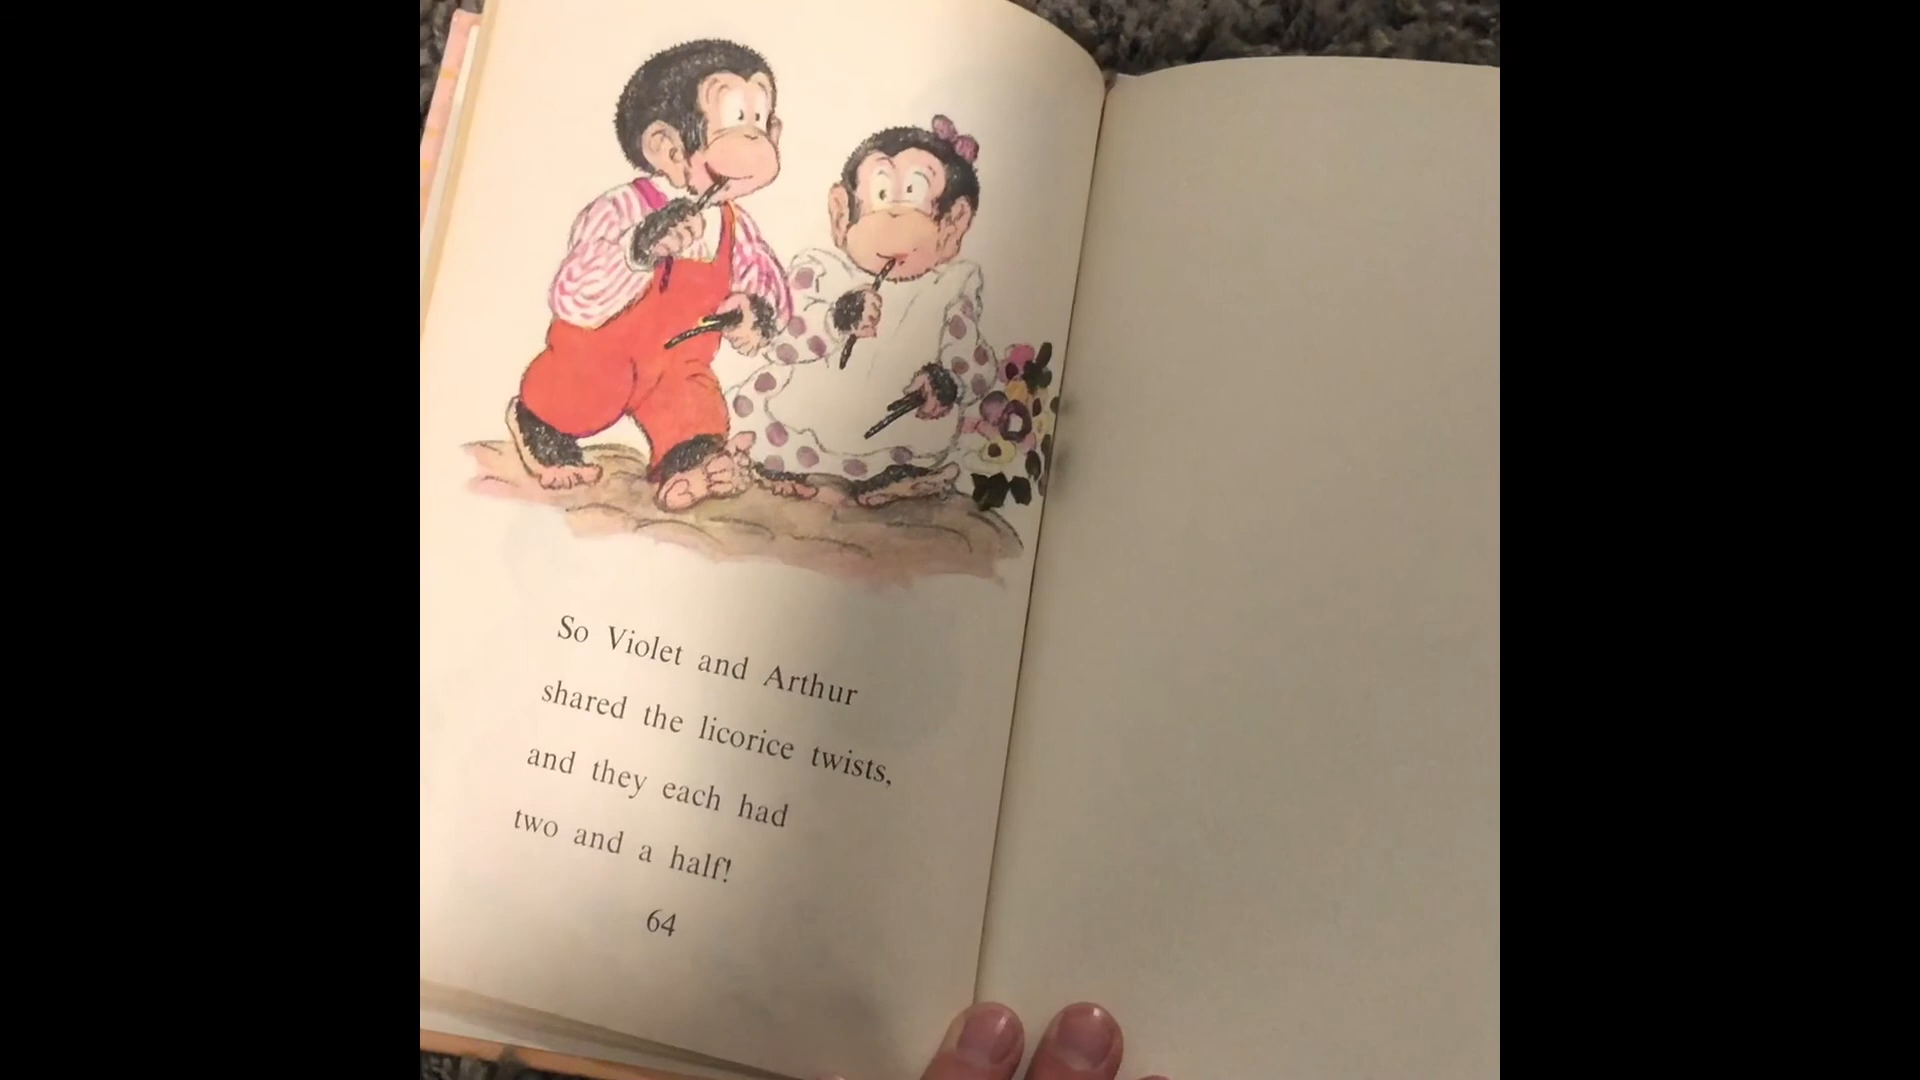 So Violet and Arthur
shared the licorice twists,
and they each had
two and a half!
64